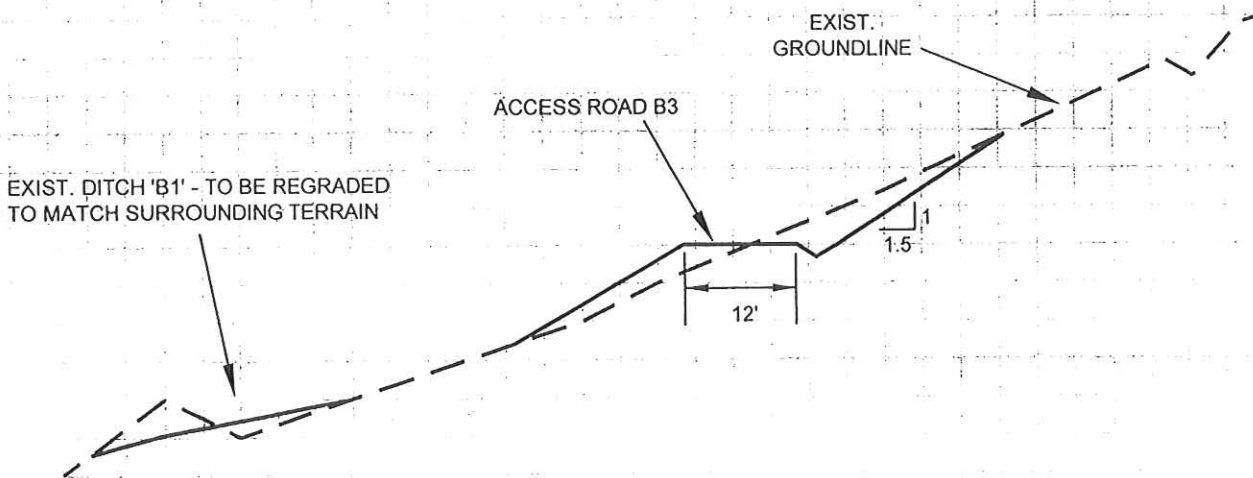 EXIST.
GROUNDLINE
ACCESS ROAD B3
EXIST. DITCH 'B1' - TO BE REGRADED
TO MATCH SURROUNDING TERRAIN
1
1.5
12'